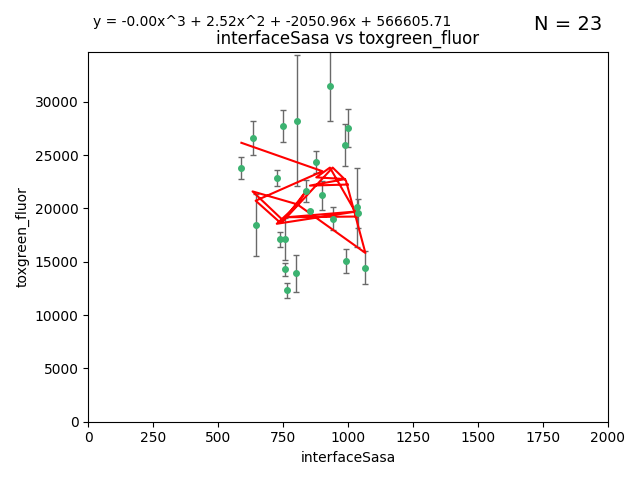 y = -0.00x^3 + 2.52x^2 + -2050.96x + 566605.71
N = 23
interfaceSasa vs toxgreen_fluor
30000
25000
20000
15000
10000
5000
0
toxgreen_fluor
0 250 500 750 1000 1250 1500 1750 2000
interfaceSasa